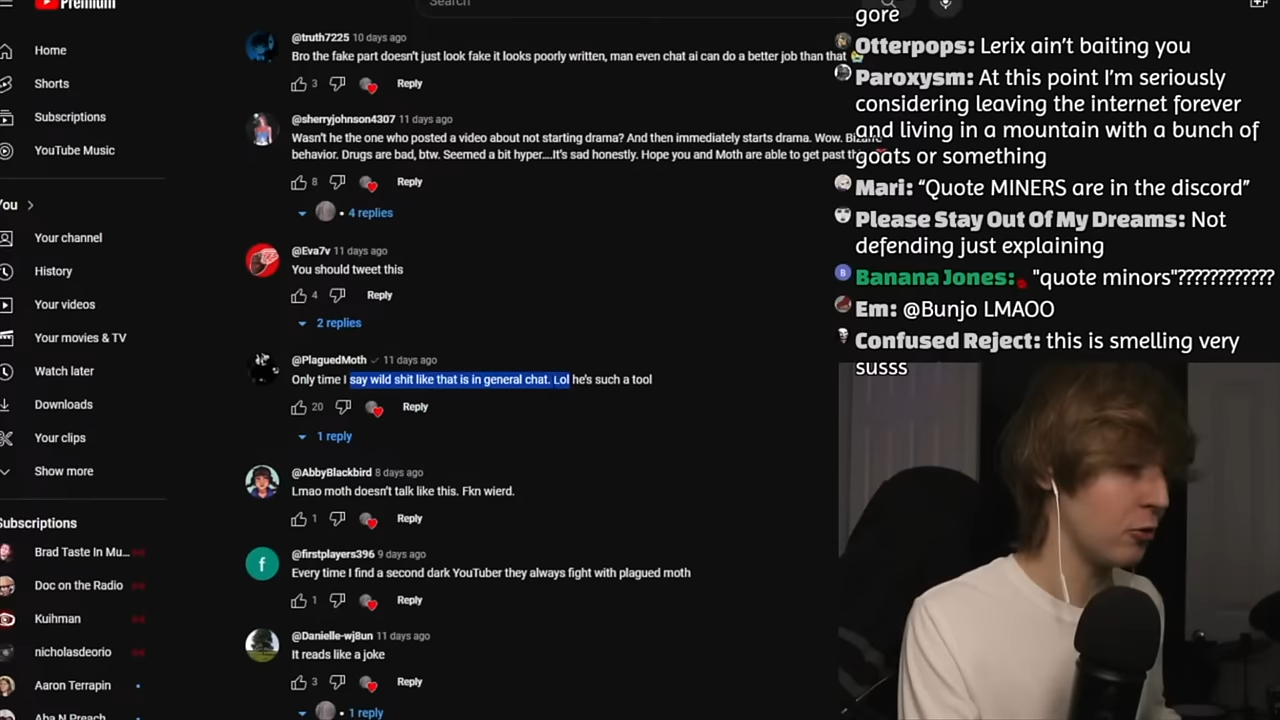 Premium
Search
Home
Shorts
Subscriptions
YouTube Music
You
Your channel
History
Your videos
Your movies & TV
Watch later
Downloads
Your clips
Show more
Subscriptions
Brad Taste In Mu...
Doc on the Radio
Kuihman
nicholasdeorio
Aaron Terrapin
Aba N Preach
@truth7225 10 days ago
Bro the fake part doesn't just look fake it looks poorly written, man even chat ai can do a better job than that
3 Reply
@sherryjohnson4307 11 days ago
Wasn't he the one who posted a video about not starting drama? And then immediately starts drama. Wow.
behavior. Drugs are bad, btw. Seemed a bit hyper....It's sad honestly. Hope you and Moth are able to get past
8 Reply
• 4 replies
@Eva7v 11 days ago
You should tweet this
4 Reply
2 replies
@PlaguedMoth 11 days ago
Only time I say wild shit like that is in general chat. Lol he's such a tool
20 Reply
1 reply
@AbbyBlackbird 8 days ago
Lmao moth doesn't talk like this. Fkn wierd.
1 Reply
f
@firstplayers396 9 days ago
Every time I find a second dark YouTuber they always fight with plagued moth
1 Reply
@Danielle-wj8un 11 days ago
It reads like a joke
3 Reply
• 1 reply
gore
Otterpops: Lerix ain't baiting you
Paroxysm: At this point I'm seriously
considering leaving the internet forever
and living in a mountain with a bunch of
goats or something
Mari: "Quote MINERS are in the discord"
Please Stay Out Of My Dreams: Not
defending just explaining
B Banana Jones: "quote minors"????????????
Em: @Bunjo LMAOO
Confused Reject: this is smelling very
susss